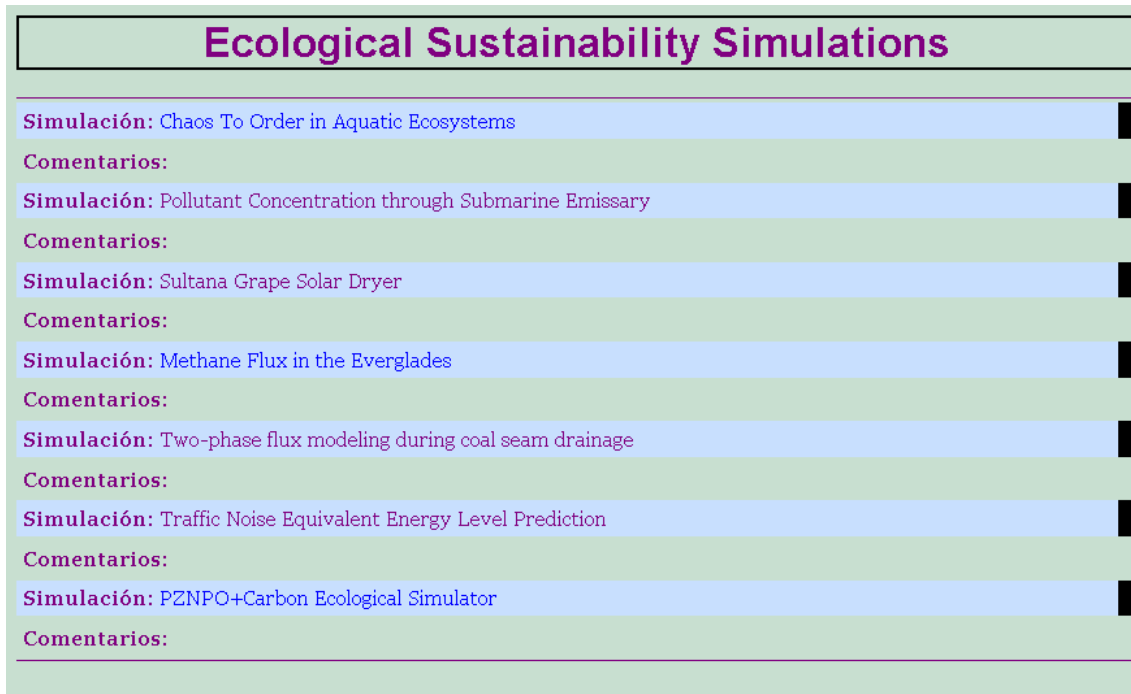 Ecological Sustainability Simulations
Simulación: Chaos To Order in Aquatic Ecosystems
Comentarios:
Simulación: Pollutant Concentration through Submarine Emissary
Comentarios:
Simulación: Sultana Grape Solar Dryer
Comentarios:
Simulación: Methane Flux in the Everglades
Comentarios:
Simulación: Two-phase flux modeling during coal seam drainage
Comentarios:
Simulación: Traffic Noise Equivalent Energy Level Prediction
Comentarios:
Simulación: PZNPO+Carbon Ecological Simulator
Comentarios: